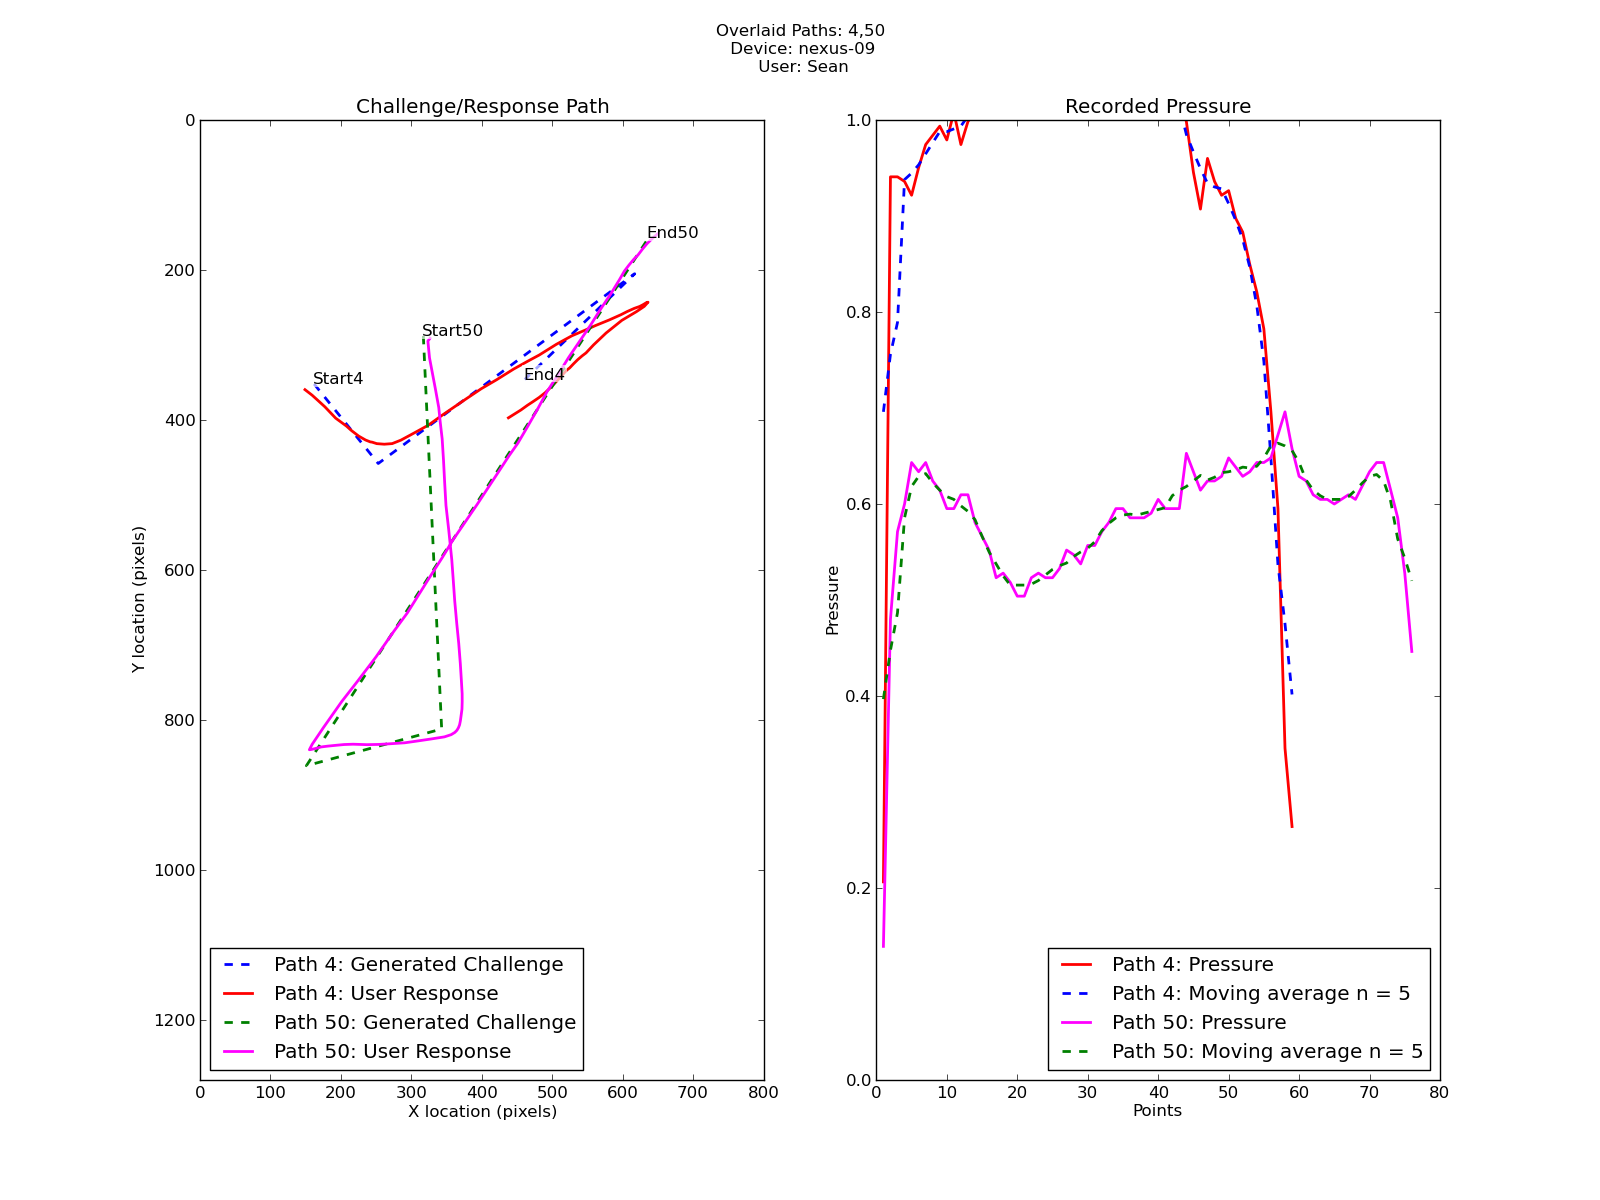 Overlaid Paths: 4,50
Device: nexus-09
User: Sean
Challenge/Response Path
0
200
400
600
800
1000
1200
Y location (pixels)
Start4
Start50
End4
End50
Path 4: Generated Challenge
Path 4: User Response
Path 50: Generated Challenge
Path 50: User Response
0 100 200 300 400 500 600 700 800
X location (pixels)
Recorded Pressure
1.0
0.8
0.6
0.4
0.2
0.0
Pressure
Path 4: Pressure
Path 4: Moving average n = 5
Path 50: Pressure
Path 50: Moving average n = 5
0 10 20 30 40 50 60 70 80
Points